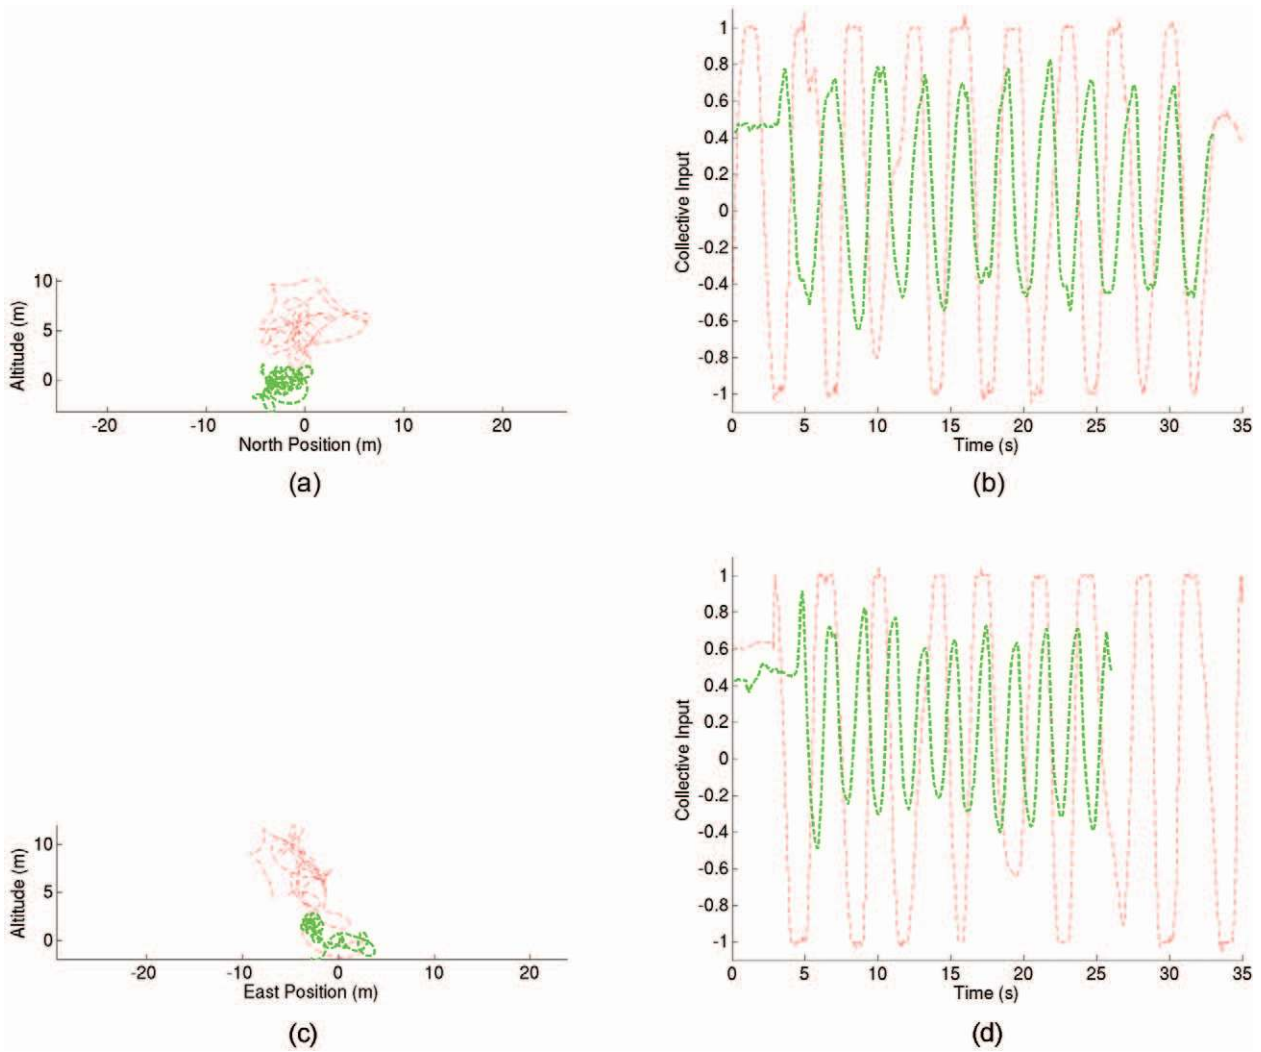 10
5
0
Altitude (m)
-20 -10 0 10 20
North Position (m)
(a)
1
0.8
0.6
0.4
0.2
0
-0.2
-0.4
-0.6
-0.8
-1
Collective Input
0 5 10 15 20 25 30 35
Time (s)
(b)
10
5
0
Altitude (m)
-20 -10 0 10 20
East Position (m)
(c)
1
0.8
0.6
0.4
0.2
0
-0.2
-0.4
-0.6
-0.8
-1
Collective Input
0 5 10 15 20 25 30 35
Time (s)
(d)